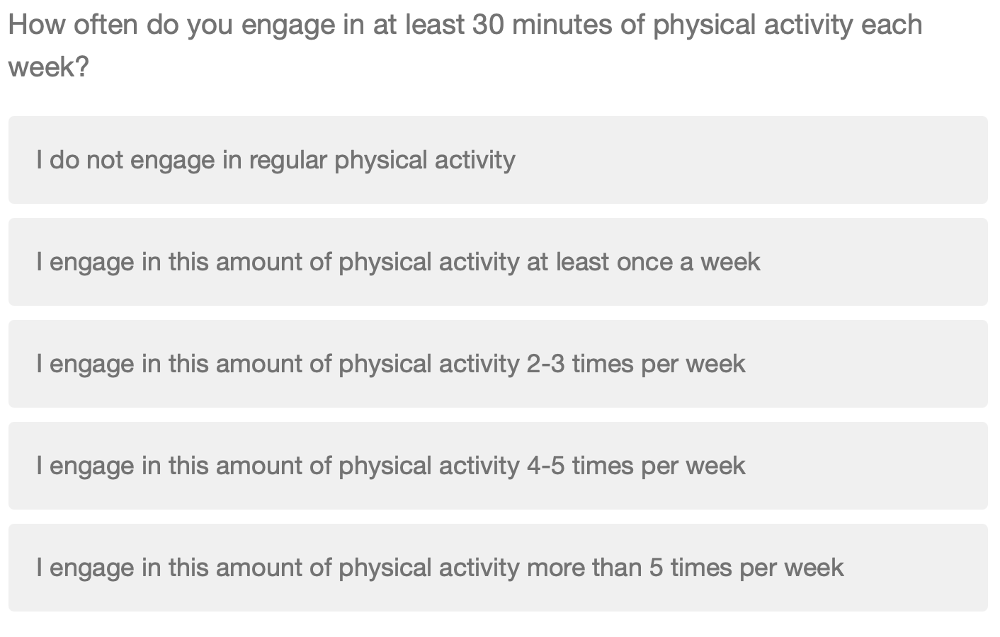 How often do you engage in at least 30 minutes of physical activity each
week?
I do not engage in regular physical activity
I engage in this amount of physical activity at least once a week
I engage in this amount of physical activity 2-3 times per week
I engage in this amount of physical activity 4-5 times per week
I engage in this amount of physical activity more than 5 times per week